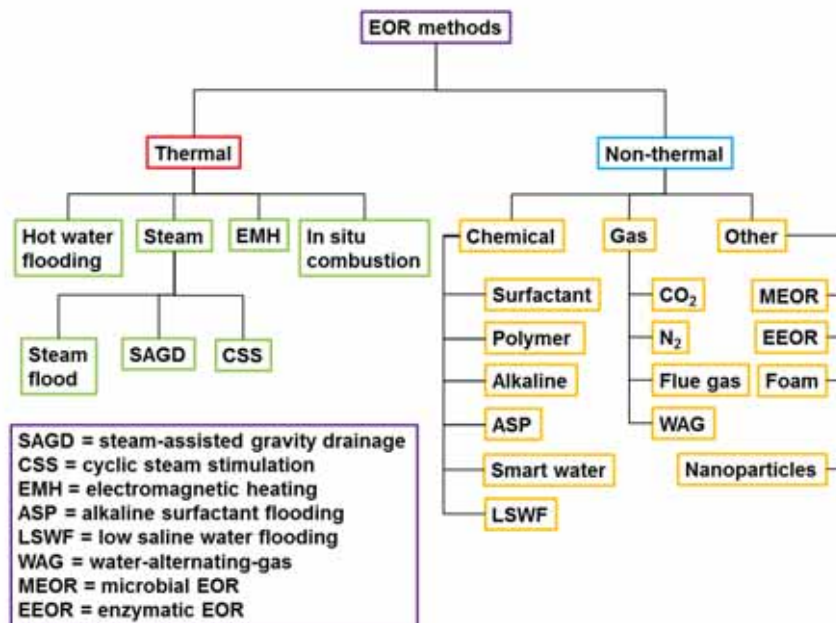 EOR methods
Thermal
Non-thermal
Hot water
flooding
Steam
EMH
In situ
combustion
Chemical
Gas
Other
Steam
flood
SAGD
CSS
Surfactant
Polymer
Alkaline
ASP
Smart water
LSWF
CO₂
N₂
Flue gas
WAG
MEOR
EEOR
Foam
Nanoparticles
SAGD = steam-assisted gravity drainage
CSS = cyclic steam stimulation
EMH = electromagnetic heating
ASP = alkaline surfactant flooding
LSWF = low saline water flooding
WAG = water-alternating-gas
MEOR = microbial EOR
EEOR = enzymatic EOR